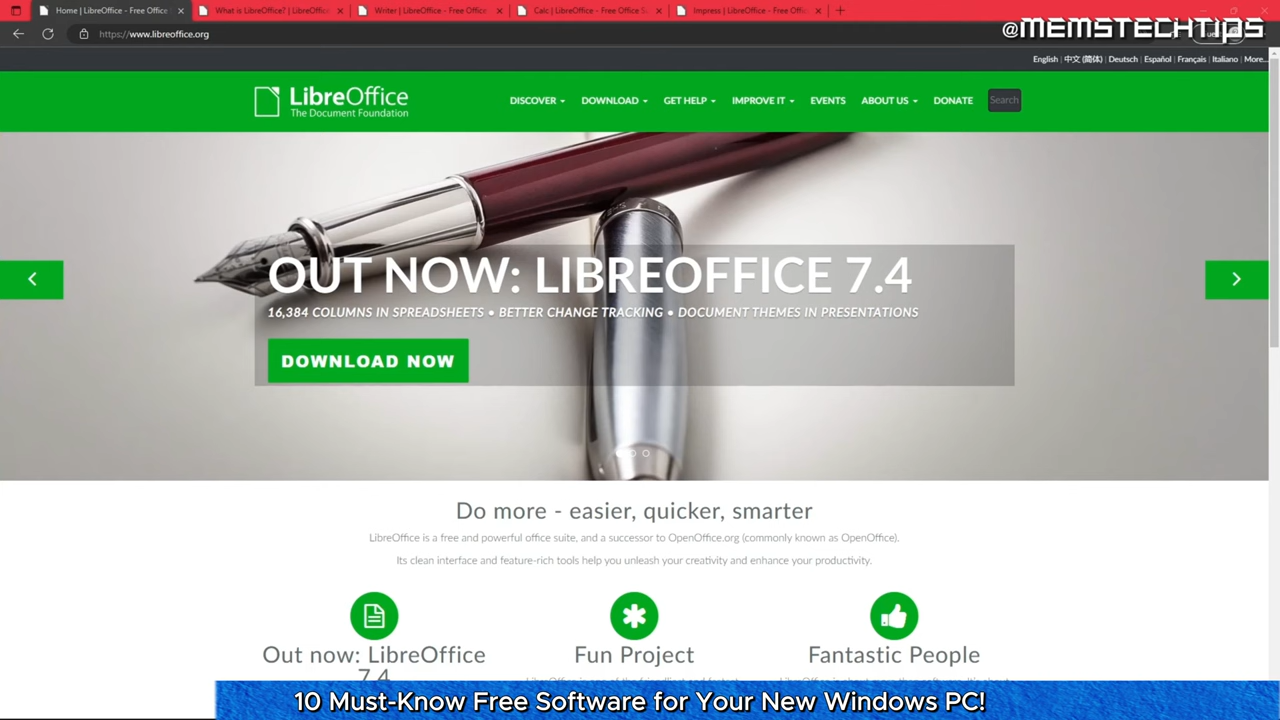 Home | LibreOffice - Free Office
What is LibreOffice? | LibreOffice
Writer | LibreOffice - Free Office
Calc | LibreOffice - Free Office S
Impress | LibreOffice - Free Offic
@MEMSTECHTIPS
https://www.libreoffice.org
English | 中文 (简体) | Deutsch | Español | Français | Italiano | More...
LibreOffice
The Document Foundation
DISCOVER DOWNLOAD GET HELP IMPROVE IT EVENTS ABOUT US DONATE Search
OUT NOW: LIBREOFFICE 7.4
16,384 COLUMNS IN SPREADSHEETS • BETTER CHANGE TRACKING • DOCUMENT THEMES IN PRESENTATIONS
DOWNLOAD NOW
Do more - easier, quicker, smarter
LibreOffice is a free and powerful office suite, and a successor to OpenOffice.org (commonly known as OpenOffice).
Its clean interface and feature-rich tools help you unleash your creativity and enhance your productivity.
Out now: LibreOffice
7.4
Fun Project
Fantastic People
10 Must-Know Free Software for Your New Windows PC!